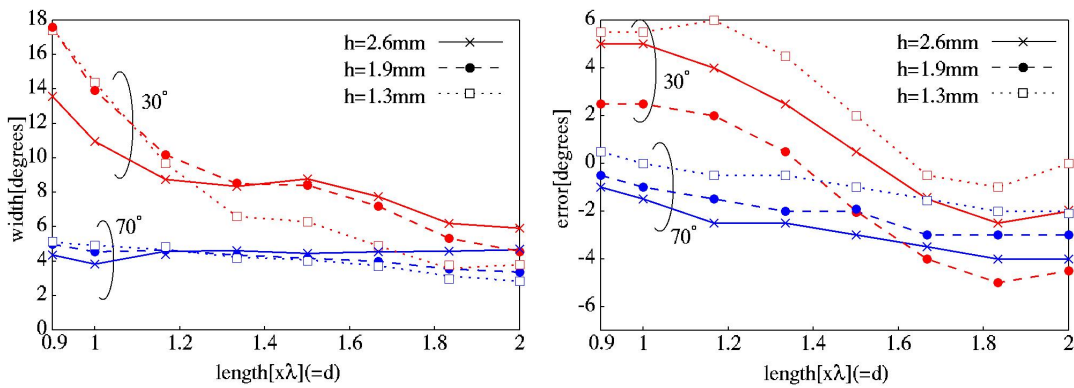 width[degrees]
18
16
14
12
10
8
6
4
2
0
h=2.6mm
h=1.9mm
h=1.3mm
30°
70°
0.9 1 1.2 1.4 1.6 1.8 2
length[xλ](=d)
error[degrees]
6
4
2
0
-2
-4
-6
h=2.6mm
h=1.9mm
h=1.3mm
30°
70°
0.9 1 1.2 1.4 1.6 1.8 2
length[xλ](=d)